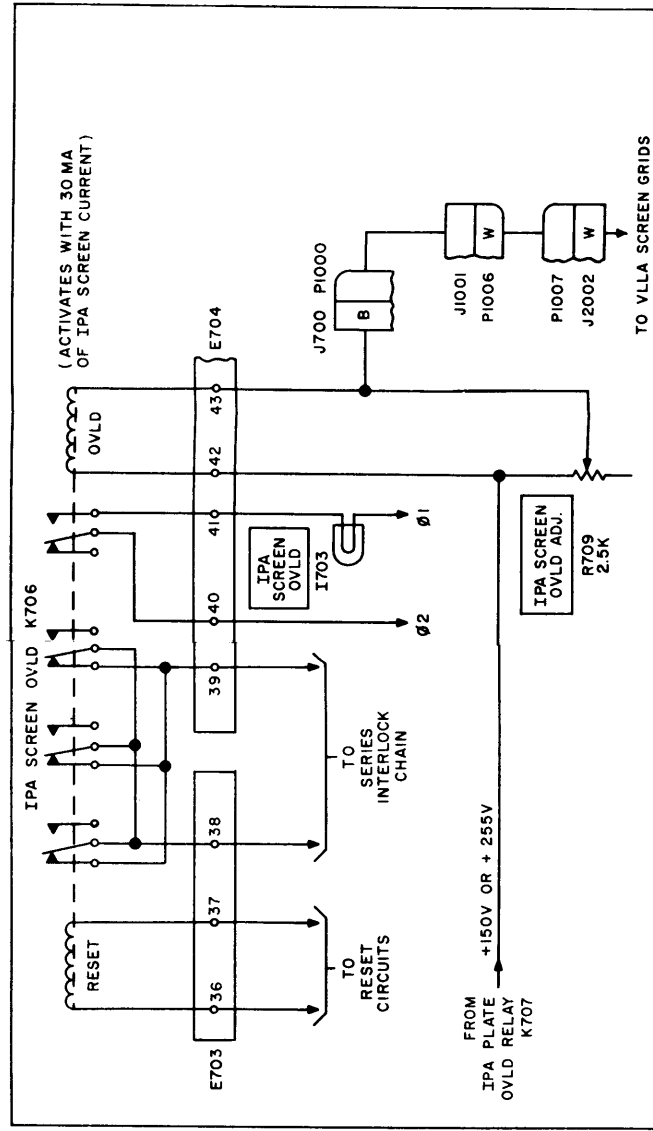 (ACTIVATES WITH 30 MA
OF IPA SCREEN CURRENT)
IPA SCREEN OVLD K706
RESET
OVLD
E703
36
37
38
39
40
41
42
43
E704
TO
RESET
CIRCUITS
TO
SERIES
INTERLOCK
CHAIN
IPA
SCREEN
OVLD
I703
Ø2
Ø1
J700 P1000
B
J1001
P1006
W
P1007
J2002
W
TO VLLA SCREEN GRIDS
FROM
IPA PLATE
OVLD RELAY
K707
+150V OR + 255V
IPA SCREEN
OVLD ADJ.
R709
2.5K